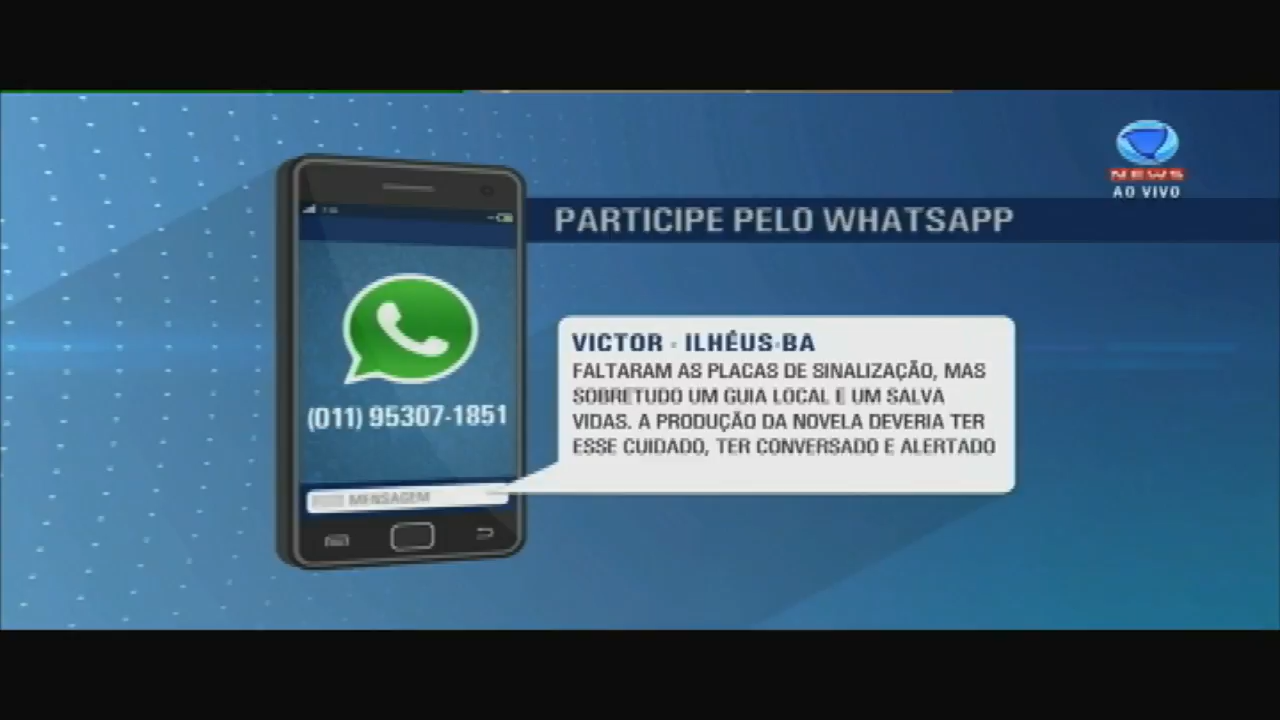 NEWS
AO VIVO
PARTICIPE PELO WHATSAPP
VICTOR - ILHÉUS-BA
FALTARAM AS PLACAS DE SINALIZAÇÃO, MAS
SOBRETUDO UM GUIA LOCAL E UM SALVA
VIDAS. A PRODUÇÃO DA NOVELA DEVERIA TER
ESSE CUIDADO, TER CONVERSADO E ALERTADO
(011) 95307-1851
MENSAGEM